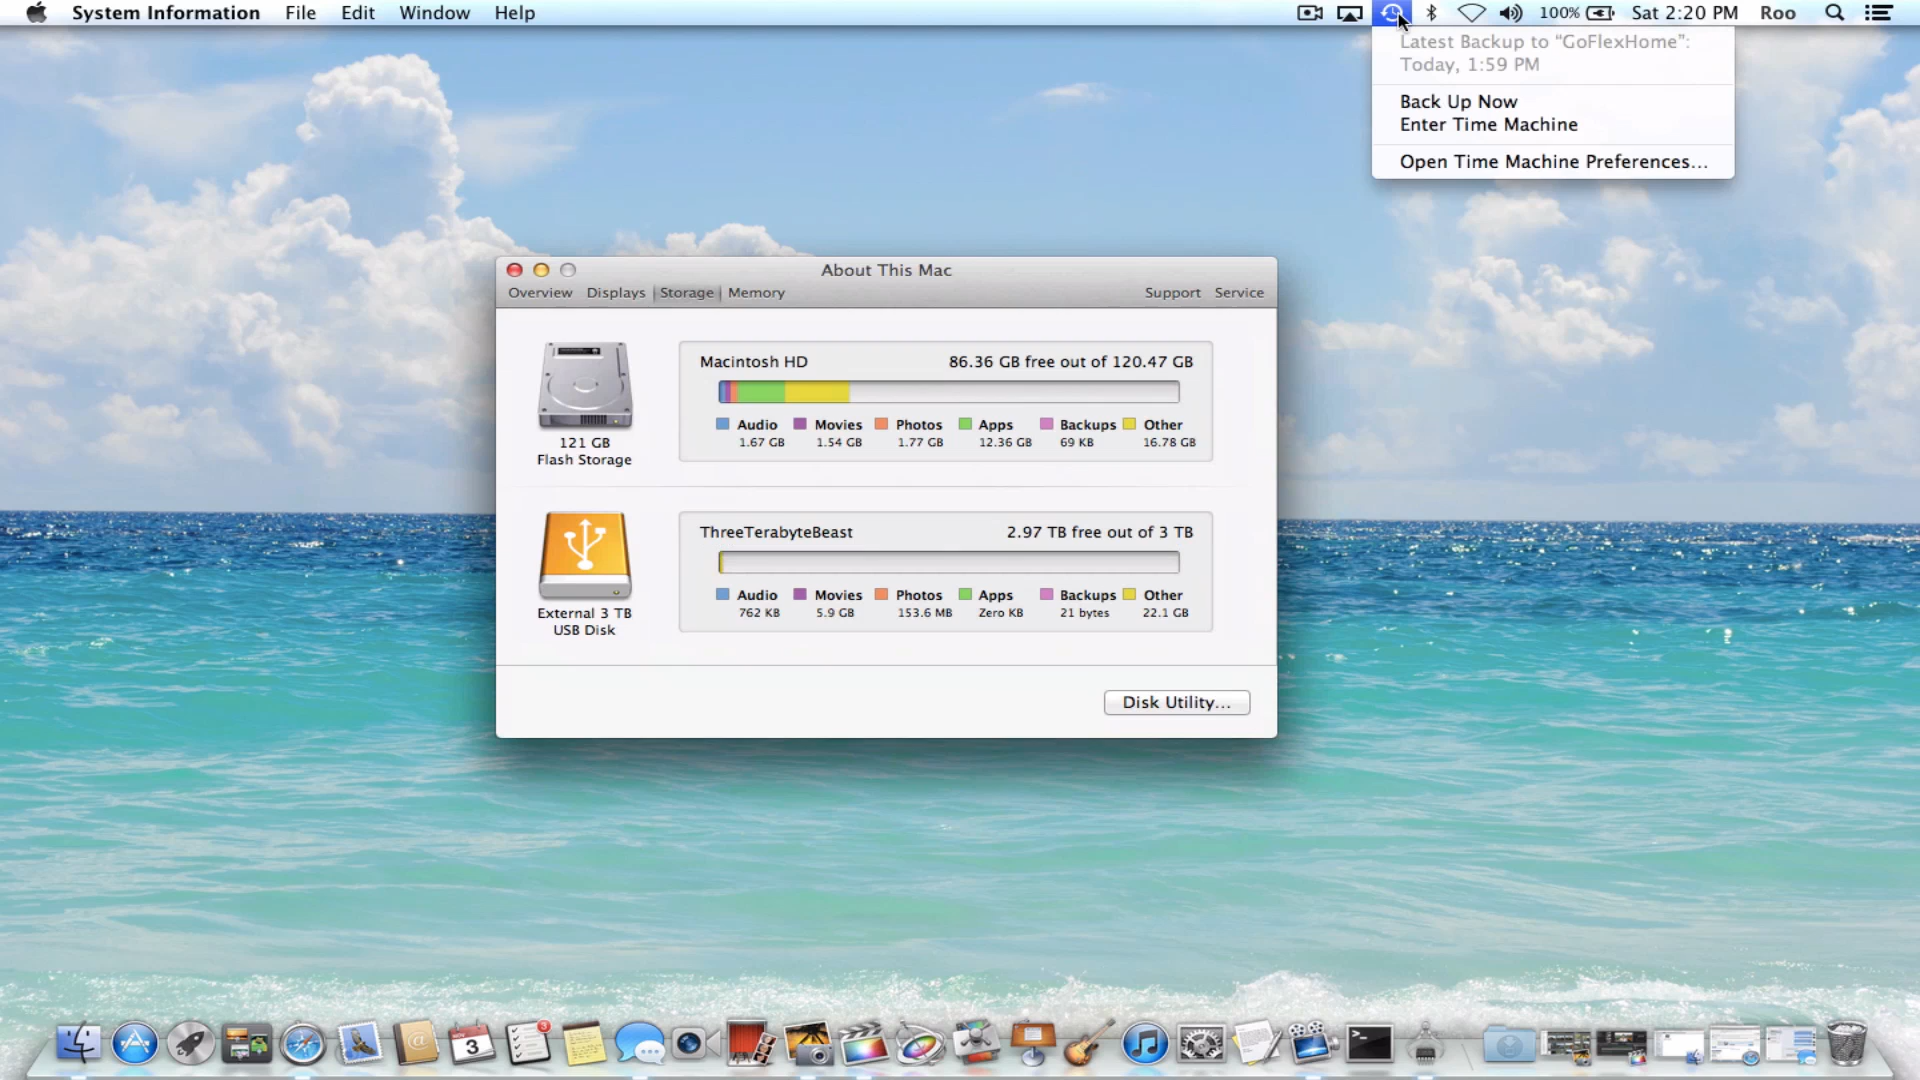 System Information File Edit Window Help 100% Sat 2:20 PM Roo
Latest Backup to “GoFlexHome”:
Today, 1:59 PM
Back Up Now
Enter Time Machine
Open Time Machine Preferences...
About This Mac
Overview Displays Storage Memory Support Service
Macintosh HD 86.36 GB free out of 120.47 GB
Audio Movies Photos Apps Backups Other
1.67 GB 1.54 GB 1.77 GB 12.36 GB 69 KB 16.78 GB
121 GB
Flash Storage
ThreeTerabyteBeast 2.97 TB free out of 3 TB
Audio Movies Photos Apps Backups Other
762 KB 5.9 GB 153.6 MB Zero KB 21 bytes 22.1 GB
External 3 TB
USB Disk
Disk Utility...
3
3